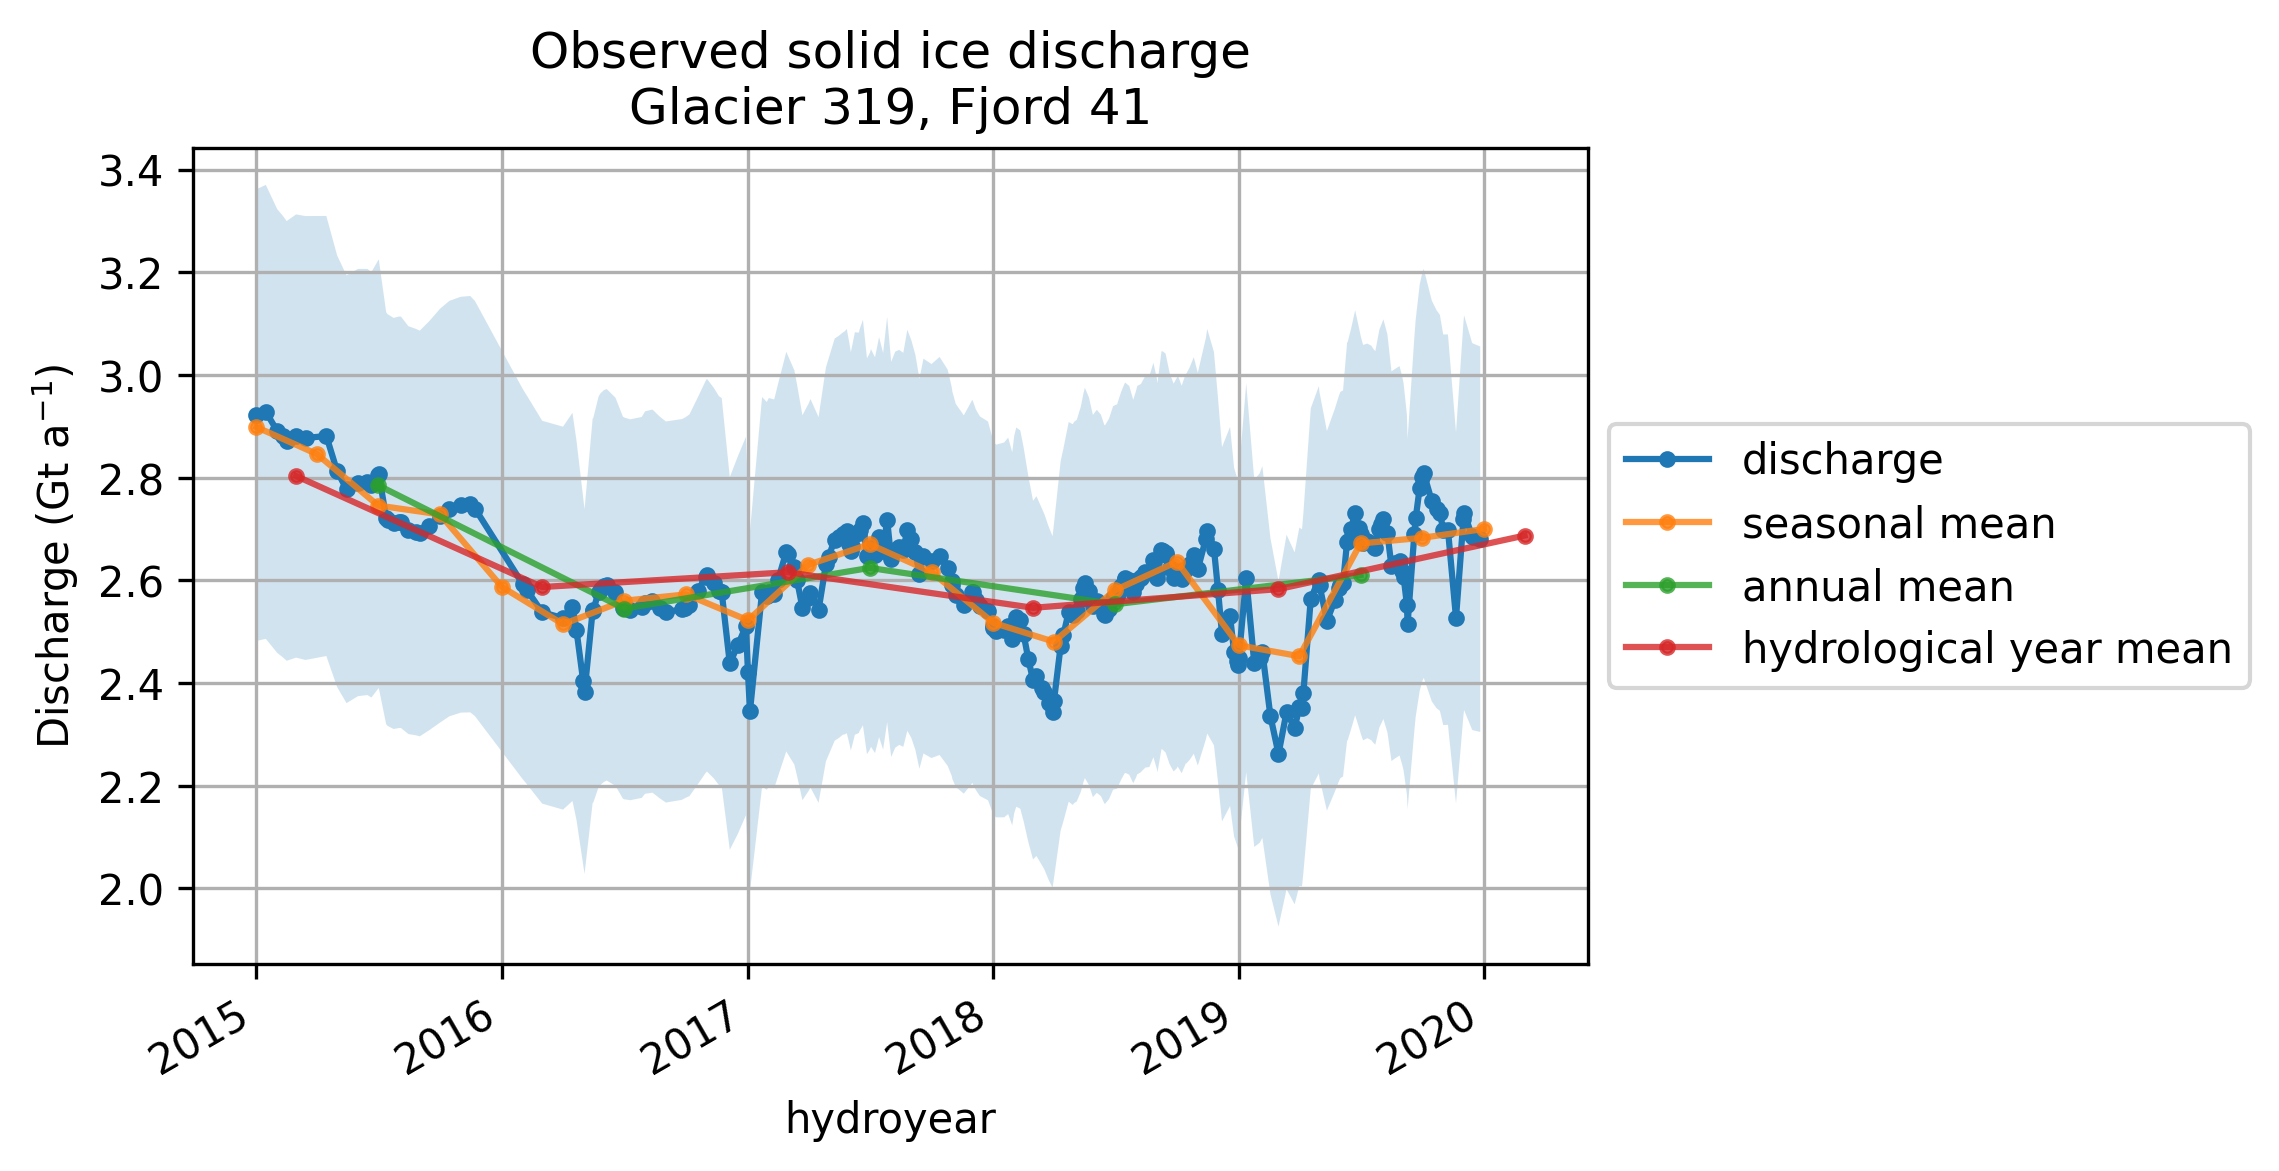 Observed solid ice discharge
Glacier 319, Fjord 41
Discharge (Gt a⁻¹)
3.4
3.2
3.0
2.8
2.6
2.4
2.2
2.0
2015
2016
2017
2018
2019
2020
hydroyear
discharge
seasonal mean
annual mean
hydrological year mean